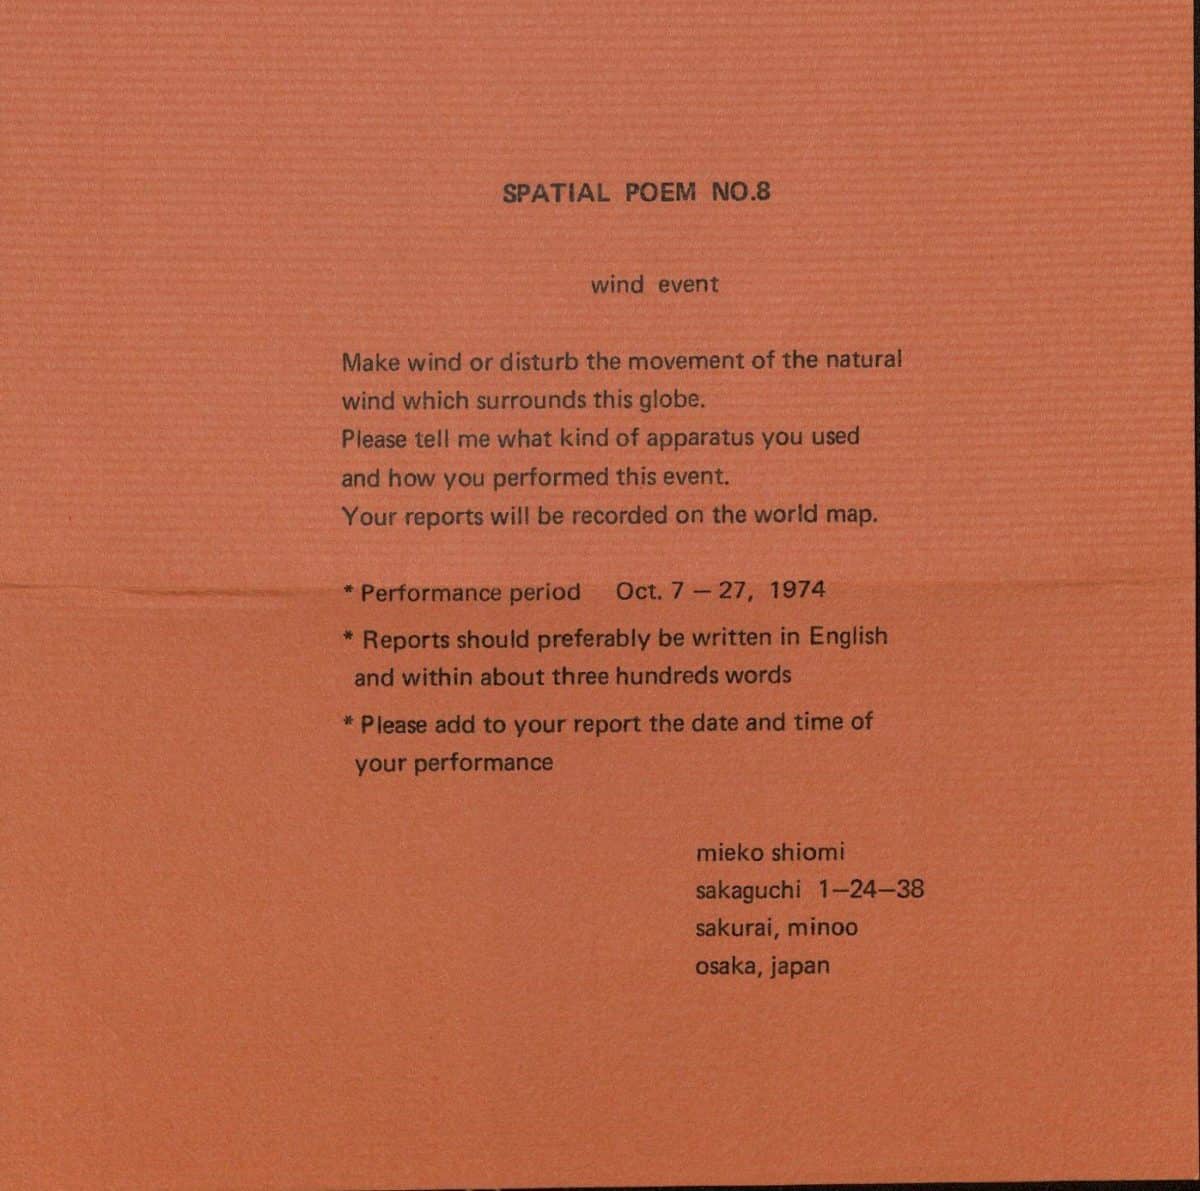 SPATIAL POEM NO.8
wind event
Make wind or disturb the movement of the natural
wind which surrounds this globe.
Please tell me what kind of apparatus you used
and how you performed this event.
Your reports will be recorded on the world map.
* Performance period Oct. 7 – 27, 1974
* Reports should preferably be written in English
and within about three hundreds words
* Please add to your report the date and time of
your performance
mieko shiomi
sakaguchi 1–24–38
sakurai, minoo
osaka, japan